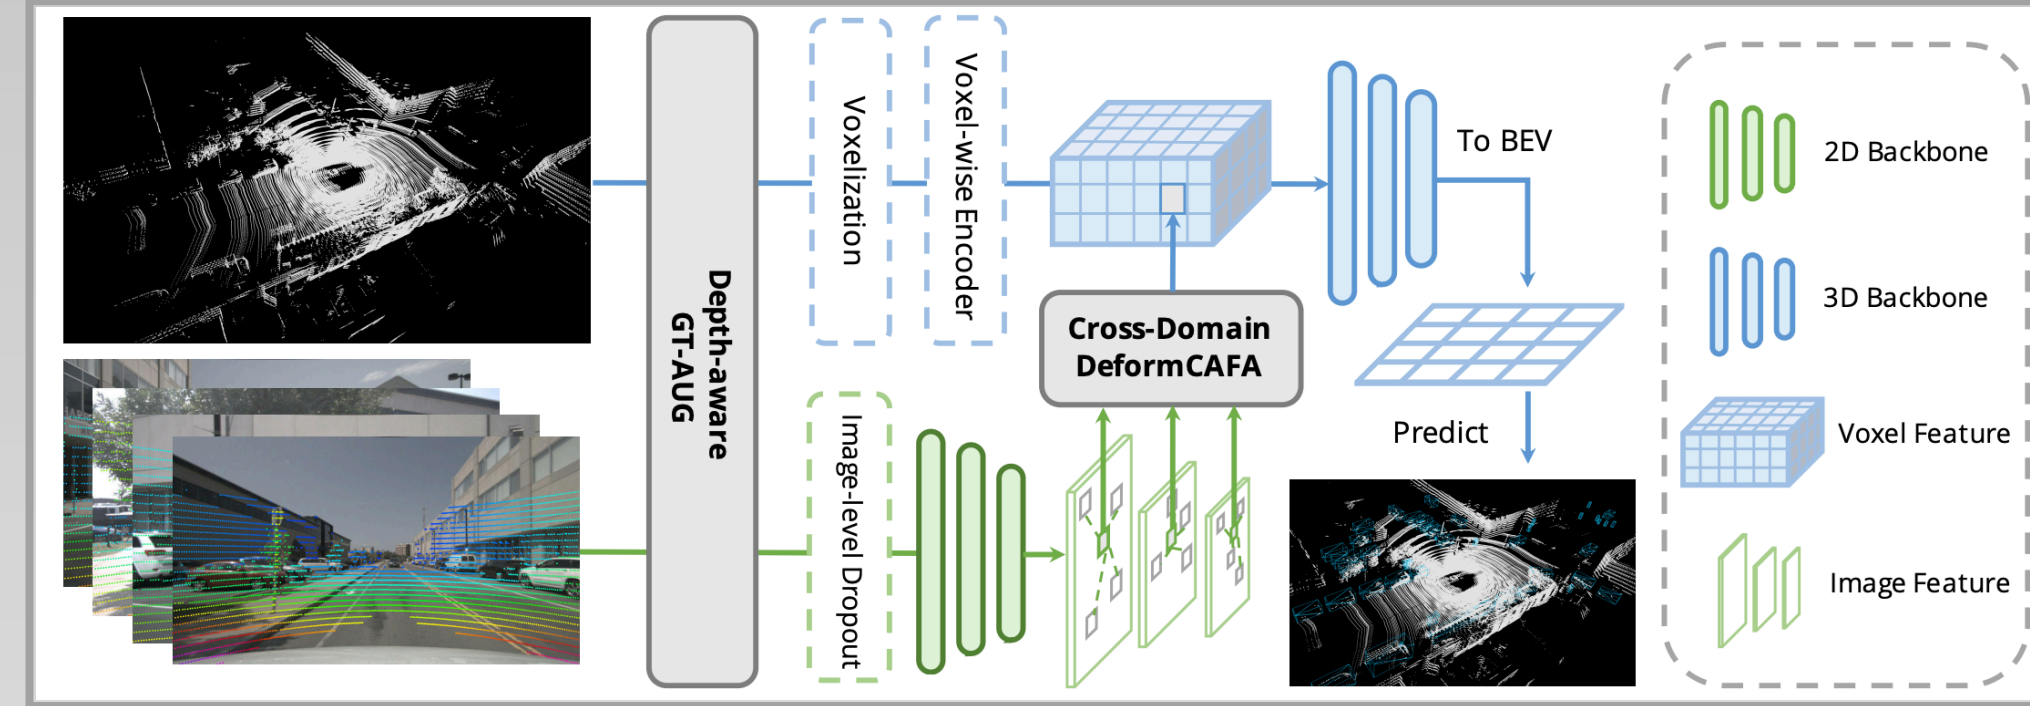 Depth-aware
GT-AUG
Voxelization
Voxel-wise Encoder
Image-level Dropout
Cross-Domain
DeformCAFA
To BEV
Predict
2D Backbone
3D Backbone
Voxel Feature
Image Feature